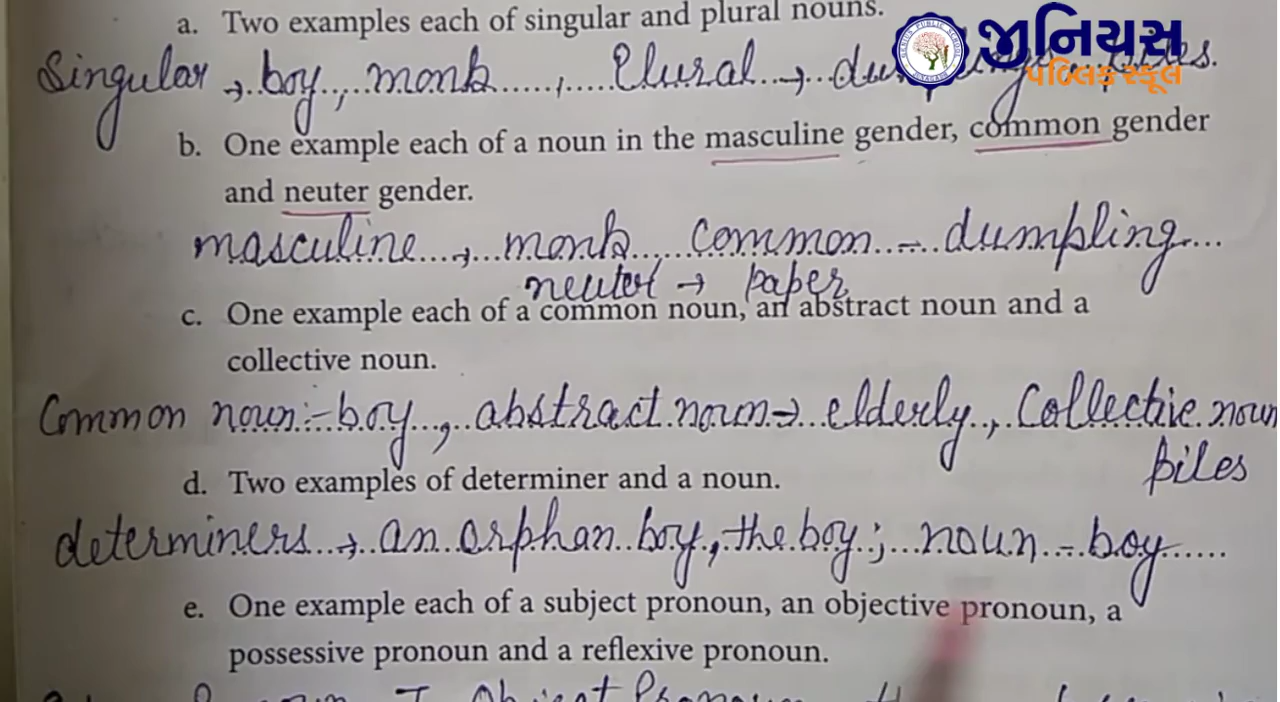 a. Two examples each of singular and plural nouns.
જીનિયસ
પબ્લિક સ્કૂલ
Singular → boy, monk , Plural →
b. One example each of a noun in the masculine gender, common gender
and neuter gender.
masculine → monk common – dumpling
neuter → paper
c. One example each of a common noun, an abstract noun and a
collective noun.
Common noun:- boy, abstract noun → elderly, Collective noun
piles
d. Two examples of determiner and a noun.
determiners → an orphan boy, the boy; noun - boy
e. One example each of a subject pronoun, an objective pronoun, a
possessive pronoun and a reflexive pronoun.